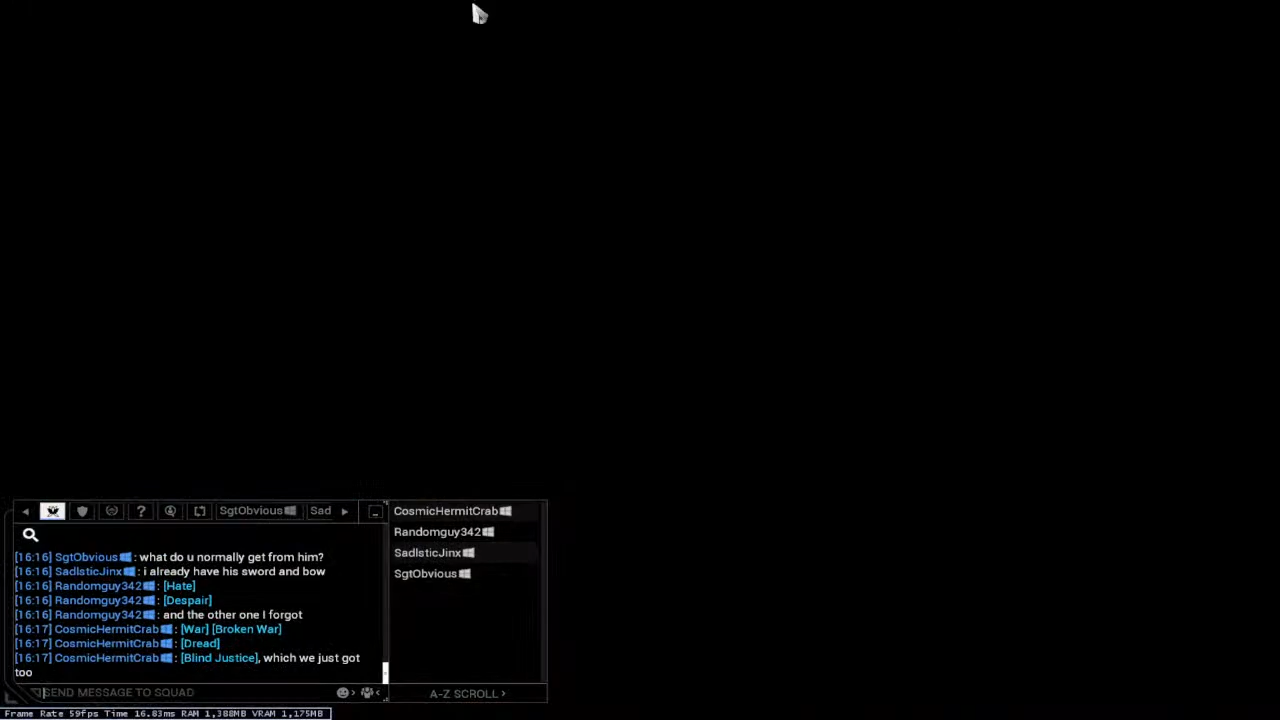 SgtObvious Sad
[16:16] SgtObvious : what do u normally get from him?
[16:16] SadlsticJinx : i already have his sword and bow
[16:16] Randomguy342 : [Hate]
[16:16] Randomguy342 : [Despair]
[16:16] Randomguy342 : and the other one I forgot
[16:17] CosmicHermitCrab : [War] [Broken War]
[16:17] CosmicHermitCrab : [Dread]
[16:17] CosmicHermitCrab : [Blind Justice], which we just got
too
SEND MESSAGE TO SQUAD
CosmicHermitCrab
Randomguy342
SadlsticJinx
SgtObvious
A-Z SCROLL >
Frame Rate 59fps Time 16.83ms RAM 1,388MB VRAM 1,175MB